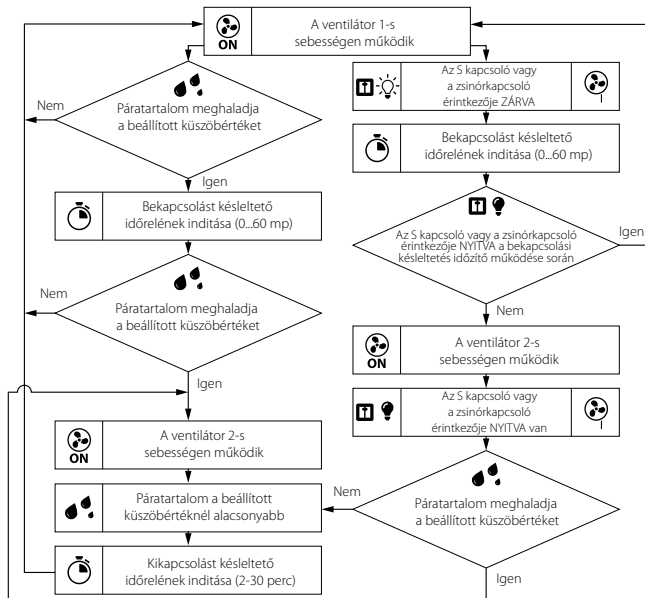 ON
A ventilátor 1-s
sebességen működik
Nem
Páratartalom meghaladja
a beállított küszöbértéket
Igen
Bekapcsolást késleltető
időrelének inditása (0...60 mp)
Nem
Páratartalom meghaladja
a beállított küszöbértéket
Igen
ON
A ventilátor 2-s
sebességen működik
Páratartalom a beállított
küszöbértéknél alacsonyabb
Kikapcsolást késleltető
időrelének inditása (2-30 perc)
Az S kapcsoló vagy
a zsinórkapcsoló
érintkezője ZÁRVA
Bekapcsolást késleltető
időrelének inditása (0...60 mp)
Igen
Az S kapcsoló vagy a zsinórkapcsoló
érintkezője NYITVA a bekapcsolási
késleltetés időzítő működése során
Nem
ON
A ventilátor 2-s
sebességen működik
Az S kapcsoló vagy
a zsinórkapcsoló
érintkezője NYITVA van
Nem
Páratartalom meghaladja
a beállított küszöbértéket
Igen